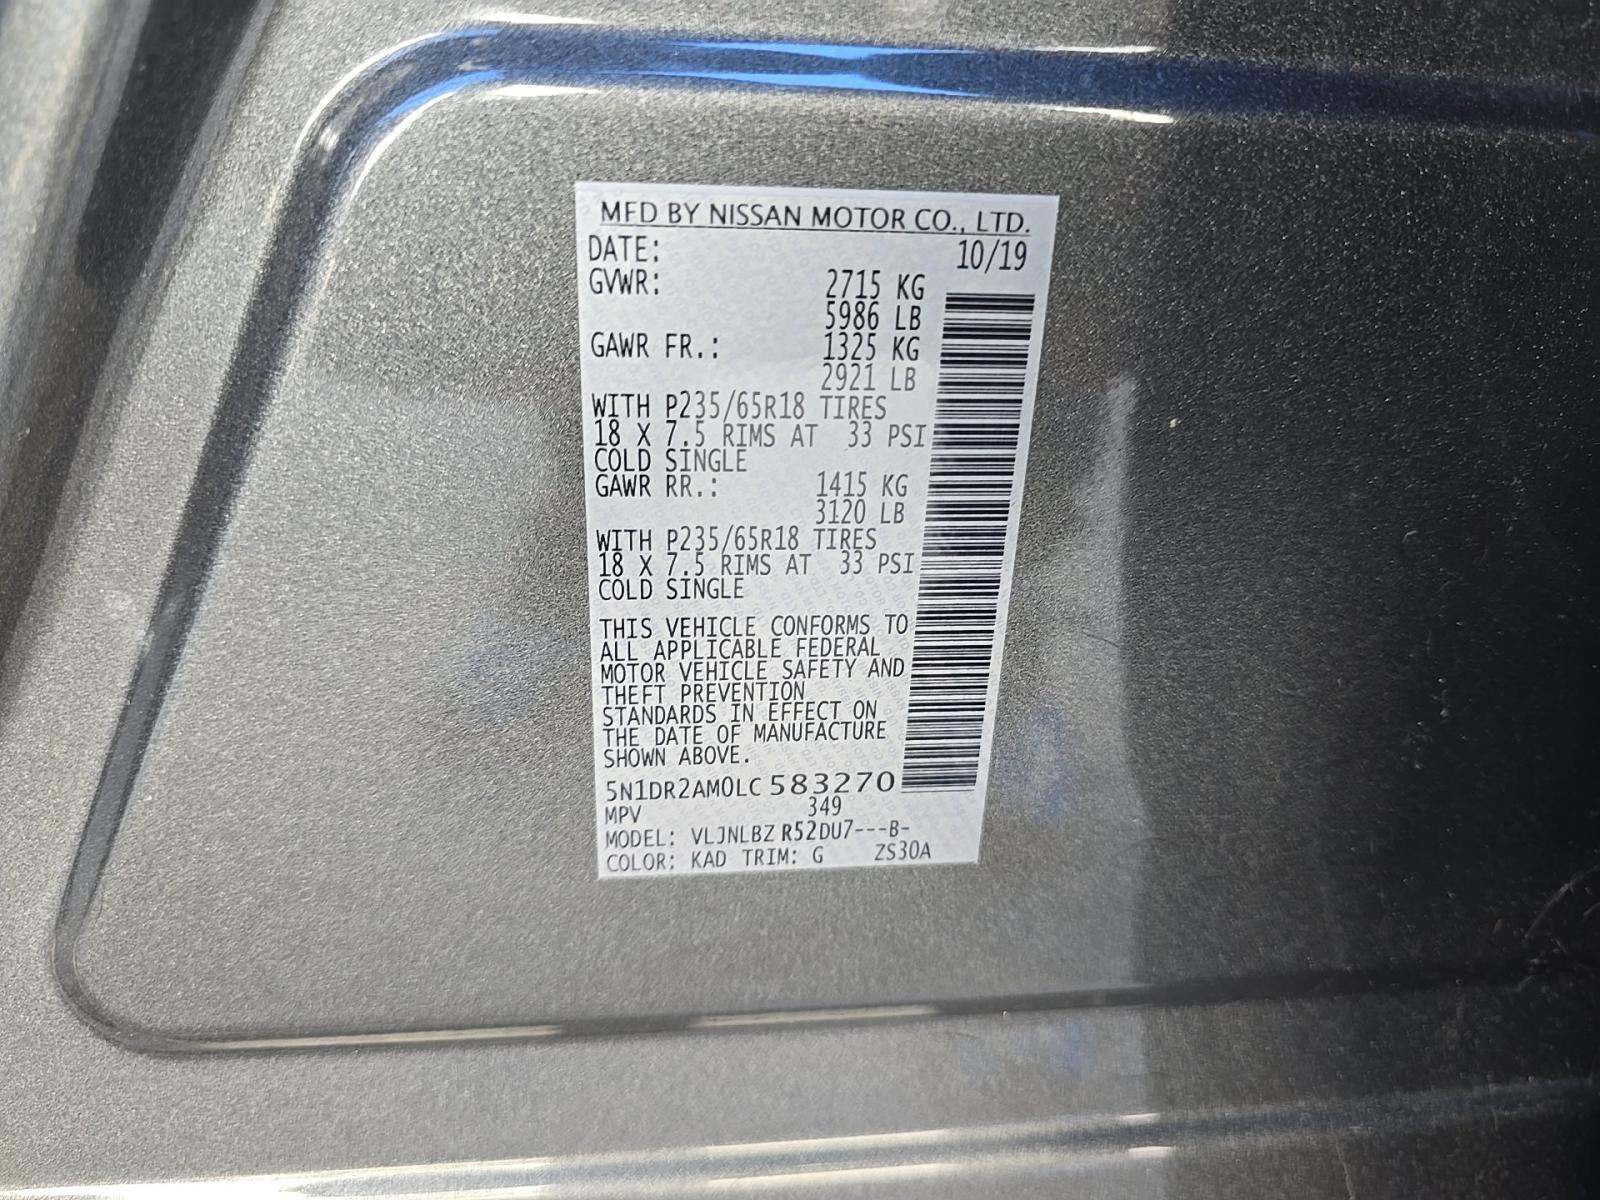 MFD BY NISSAN MOTOR CO., LTD.
DATE: 10/19
GVWR: 2715 KG
5986 LB
GAWR FR.: 1325 KG
2921 LB
WITH P235/65R18 TIRES
18 X 7.5 RIMS AT 33 PSI
COLD SINGLE
GAWR RR.: 1415 KG
3120 LB
WITH P235/65R18 TIRES
18 X 7.5 RIMS AT 33 PSI
COLD SINGLE
THIS VEHICLE CONFORMS TO
ALL APPLICABLE FEDERAL
MOTOR VEHICLE SAFETY AND
THEFT PREVENTION
STANDARDS IN EFFECT ON
THE DATE OF MANUFACTURE
SHOWN ABOVE.
5N1DR2AM0LC583270
MPV 349
MODEL: VLJNLBZ R52DU7---B-
COLOR: KAD TRIM: G ZS30A